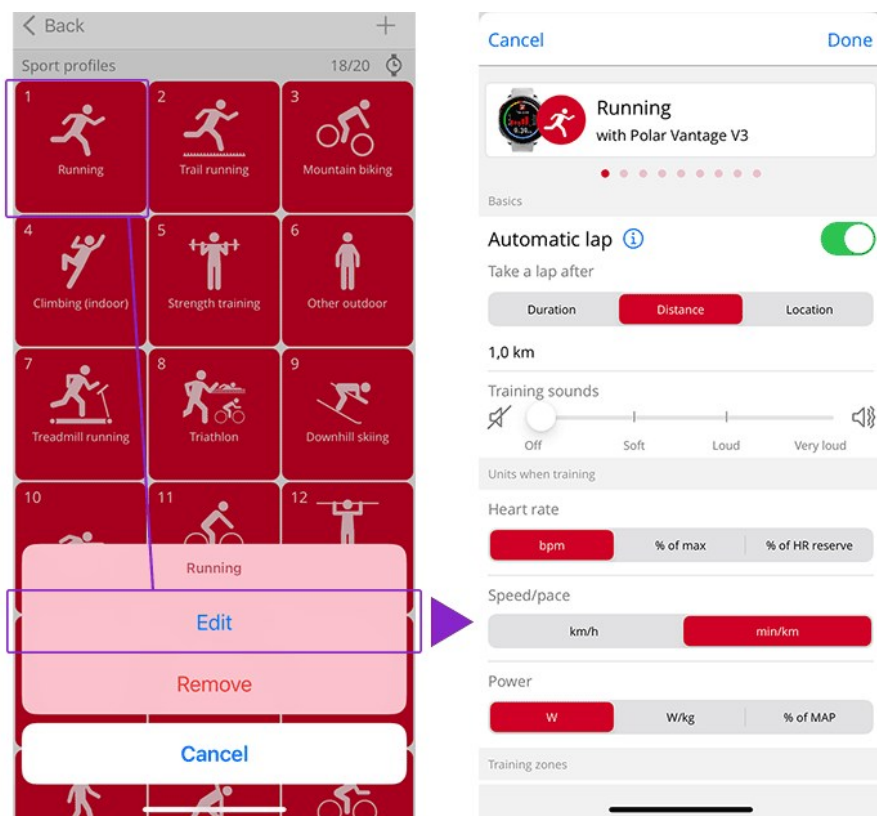 Back
Sport profiles 18/20
1 2 3
Running Trail running Mountain biking
4 5 6
Climbing (indoor) Strength training Other outdoor
7 8 9
Treadmill running Triathlon Downhill skiing
10 11 12
Running
Edit
Remove
Cancel
Cancel Done
Running
with Polar Vantage V3
Basics
Automatic lap
Take a lap after
Duration Distance Location
1,0 km
Training sounds
Off Soft Loud Very loud
Units when training
Heart rate
bpm % of max % of HR reserve
Speed/pace
km/h min/km
Power
W W/kg % of MAP
Training zones